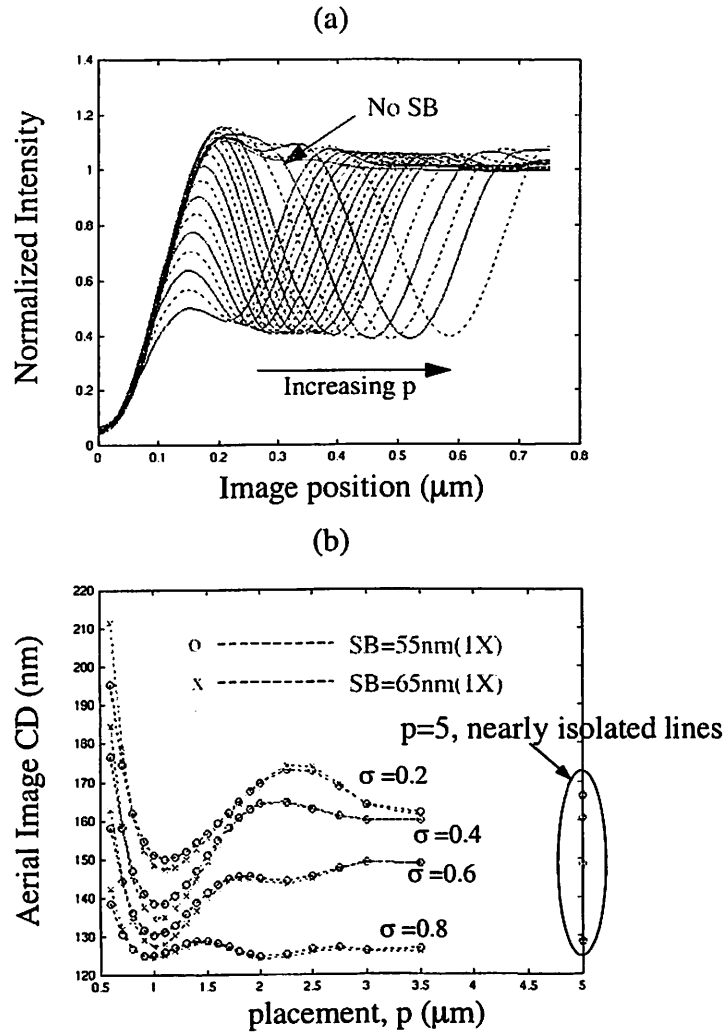 (a)
Normalized Intensity
1.4
1.2
1
0.8
0.6
0.4
0.2
0
No SB
Increasing p
0 0.1 0.2 0.3 0.4 0.5 0.6 0.7 0.8
Image position (μm)
(b)
Aerial Image CD (nm)
220
210
200
190
180
170
160
150
140
130
120
o SB=55nm(1X)
x SB=65nm(1X)
p=5, nearly isolated lines
σ=0.2
σ=0.4
σ=0.6
σ=0.8
0.5 1 1.5 2 2.5 3 3.5 4 4.5 5
placement, p (μm)